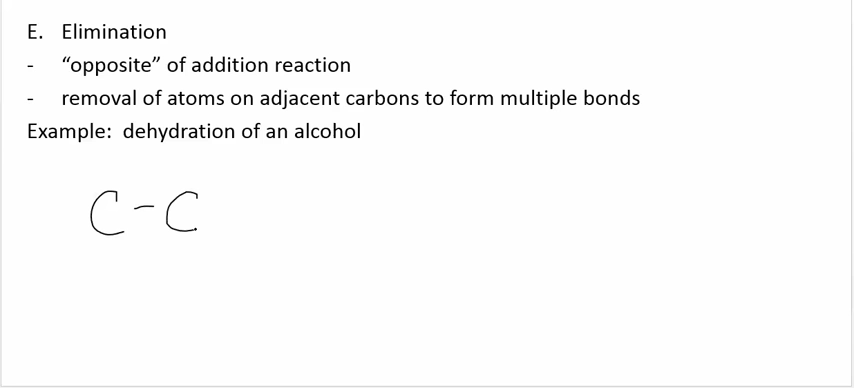 E. Elimination
- “opposite” of addition reaction
- removal of atoms on adjacent carbons to form multiple bonds
Example: dehydration of an alcohol
C-C